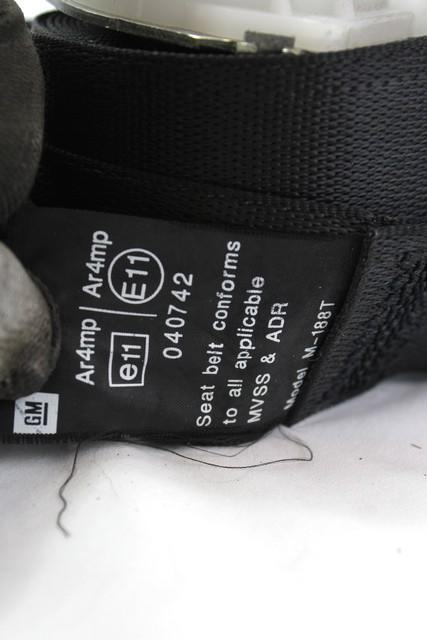 Ar4mp | Ar4mp
e11 | E11
040742
Seat belt conforms
to all applicable
MVSS & ADR
Model M-188T
GM